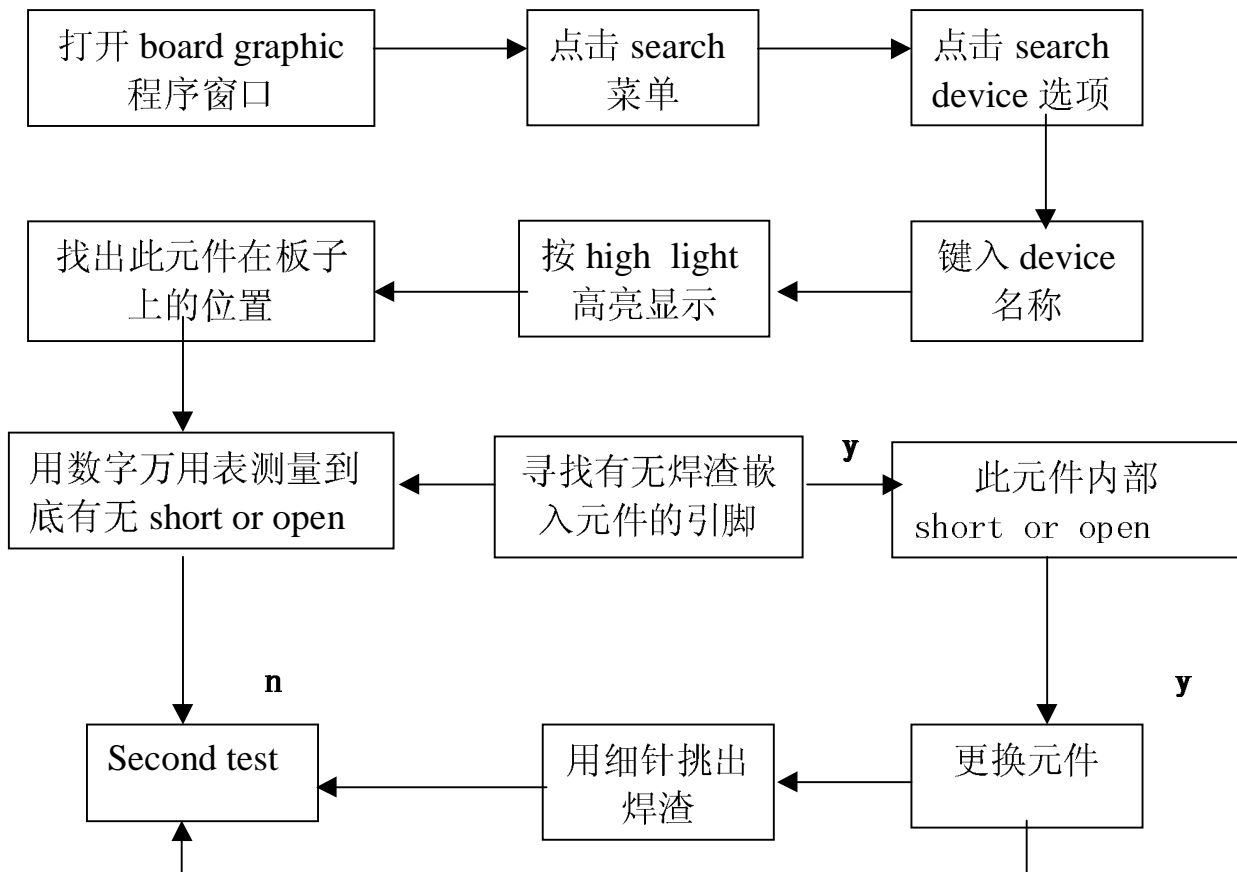 打开 board graphic
程序窗口
点击 search
菜单
点击 search
device 选项
找出此元件在板子
上的位置
按 high light
高亮显示
键入 device
名称
用数字万用表测量到
底有无 short or open
寻找有无焊渣嵌
入元件的引脚
y
此元件内部
short or open
n
y
Second test
用细针挑出
焊渣
更换元件